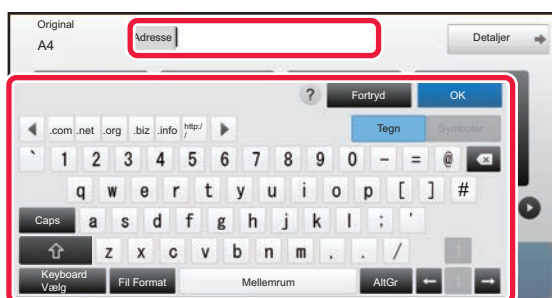 Original
A4
Adresse
Detaljer
? Fortryd OK
.com .net .org .biz .info http://
Tegn Symboler
` 1 2 3 4 5 6 7 8 9 0 - = @
q w e r t y u i o p [ ] #
Caps a s d f g h j k l ; '
z x c v b n m . . /
Keyboard Vælg Fil Format Mellemrum AltGr